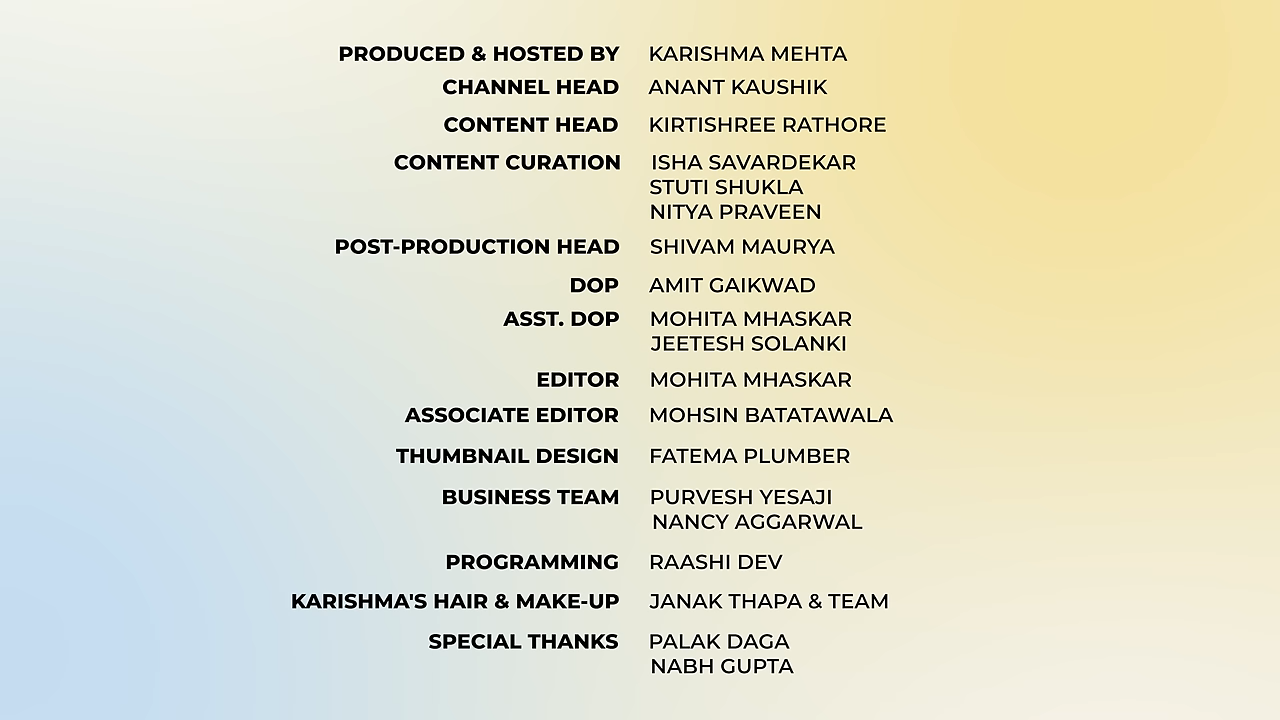 PRODUCED & HOSTED BY KARISHMA MEHTA
CHANNEL HEAD ANANT KAUSHIK
CONTENT HEAD KIRTISHREE RATHORE
CONTENT CURATION ISHA SAVARDEKAR
STUTI SHUKLA
NITYA PRAVEEN
POST-PRODUCTION HEAD SHIVAM MAURYA
DOP AMIT GAIKWAD
ASST. DOP MOHITA MHASKAR
JEETESH SOLANKI
EDITOR MOHITA MHASKAR
ASSOCIATE EDITOR MOHSIN BATATAWALA
THUMBNAIL DESIGN FATEMA PLUMBER
BUSINESS TEAM PURVESH YESAJI
NANCY AGGARWAL
PROGRAMMING RAASHI DEV
KARISHMA'S HAIR & MAKE-UP JANAK THAPA & TEAM
SPECIAL THANKS PALAK DAGA
NABH GUPTA